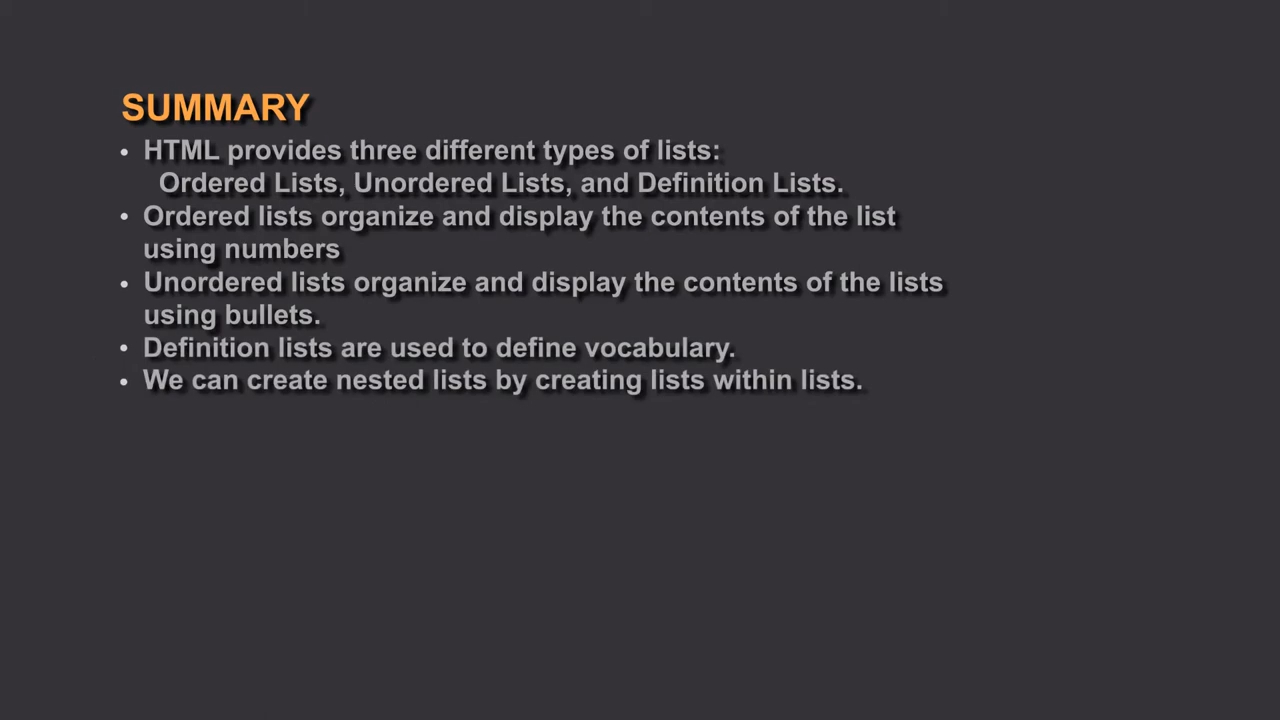 SUMMARY
• HTML provides three different types of lists:
Ordered Lists, Unordered Lists, and Definition Lists.
• Ordered lists organize and display the contents of the list
using numbers
• Unordered lists organize and display the contents of the lists
using bullets.
• Definition lists are used to define vocabulary.
• We can create nested lists by creating lists within lists.